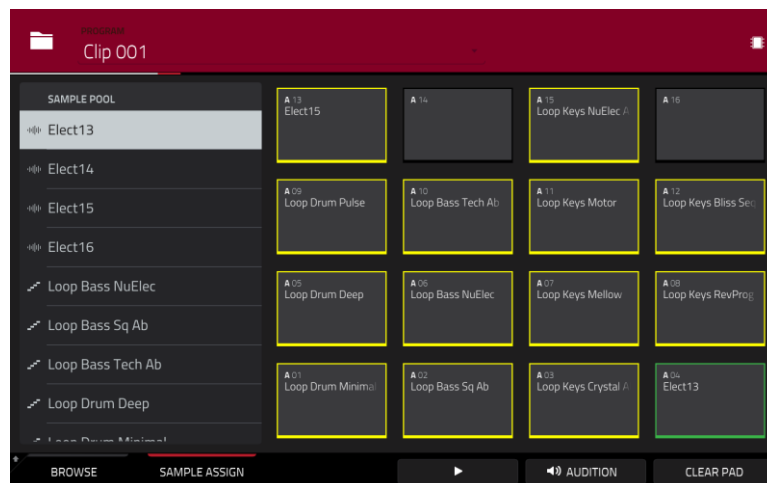 PROGRAM
Clip 001
SAMPLE POOL
Elect13
Elect14
Elect15
Elect16
Loop Bass NuElec
Loop Bass Sq Ab
Loop Bass Tech Ab
Loop Drum Deep
Loop Drum Minimal
A 13
Elect15
A 14
A 15
Loop Keys NuElec A
A 16
A 09
Loop Drum Pulse
A 10
Loop Bass Tech Ab
A 11
Loop Keys Motor
A 12
Loop Keys Bliss Seq
A 05
Loop Drum Deep
A 06
Loop Bass NuElec
A 07
Loop Keys Mellow
A 08
Loop Keys RevProg
A 01
Loop Drum Minimal
A 02
Loop Bass Sq Ab
A 03
Loop Keys Crystal A
A 04
Elect13
BROWSE
SAMPLE ASSIGN
AUDITION
CLEAR PAD